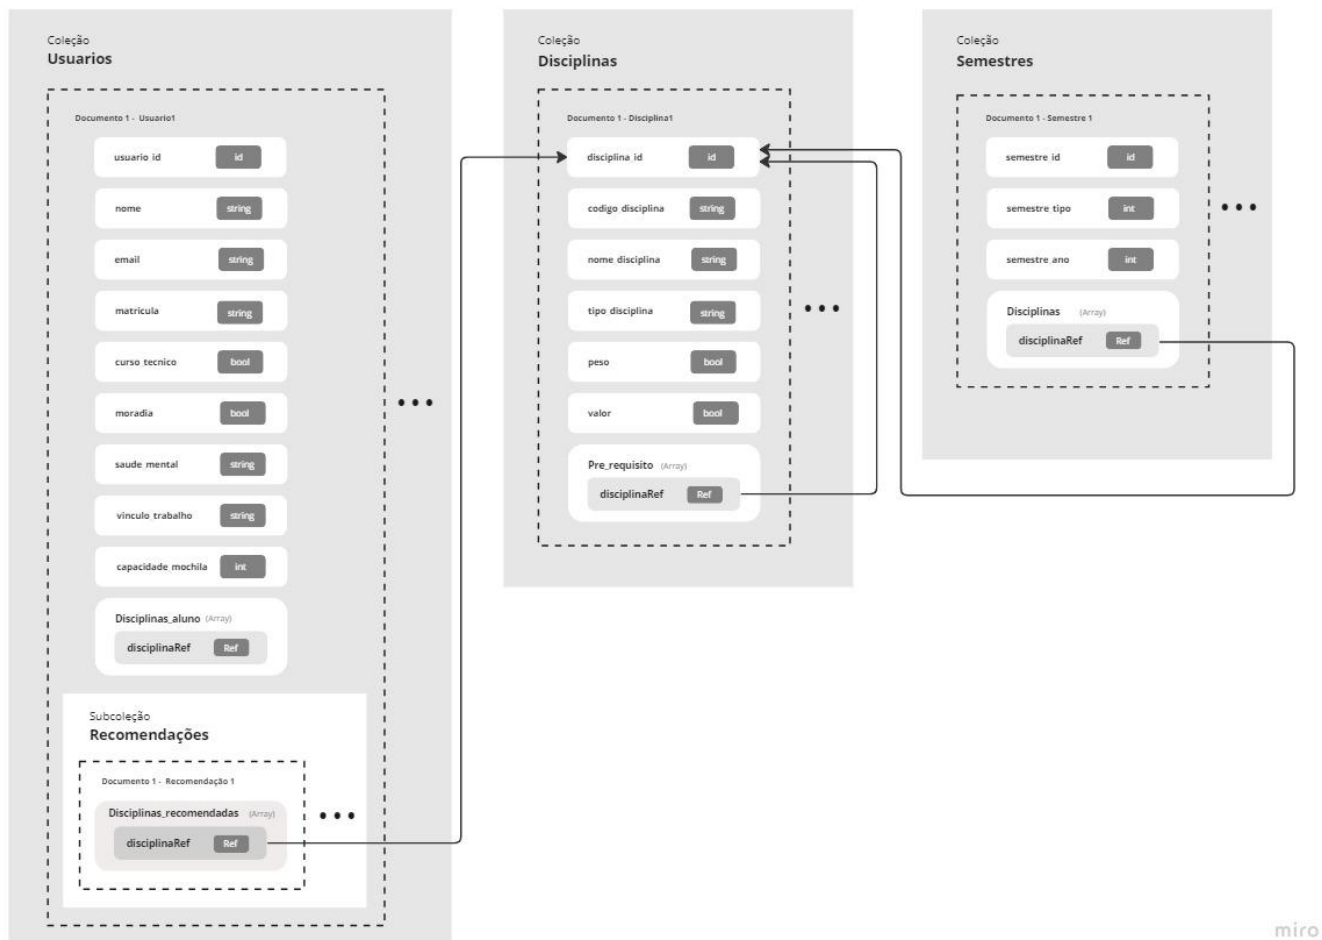 Coleção
Usuarios
Documento 1 - Usuario1
usuario id id
nome string
email string
matricula string
curso tecnico bool
moradia bool
saude mental string
vinculo trabalho string
capacidade mochila int
Disciplinas_aluno (Array)
disciplinaRef Ref
Subcoleção
Recomendações
Documento 1 - Recomendação 1
Disciplinas_recomendadas (Array)
disciplinaRef Ref
Coleção
Disciplinas
Documento 1 - Disciplina1
disciplina id id
codigo disciplina string
nome disciplina string
tipo disciplina string
peso bool
valor bool
Pre_requisito (Array)
disciplinaRef Ref
Coleção
Semestres
Documento 1 - Semestre 1
semestre id id
semestre tipo int
semestre ano int
Disciplinas (Array)
disciplinaRef Ref
miro